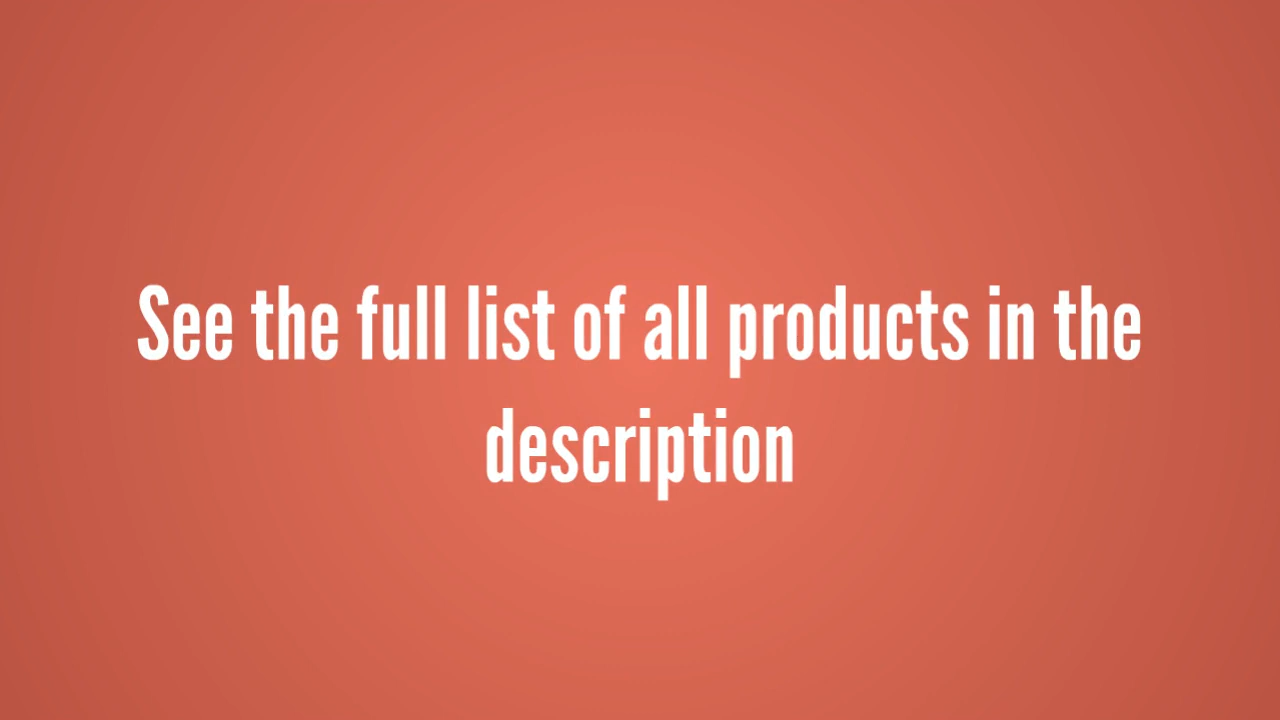 See the full list of all products in the
description